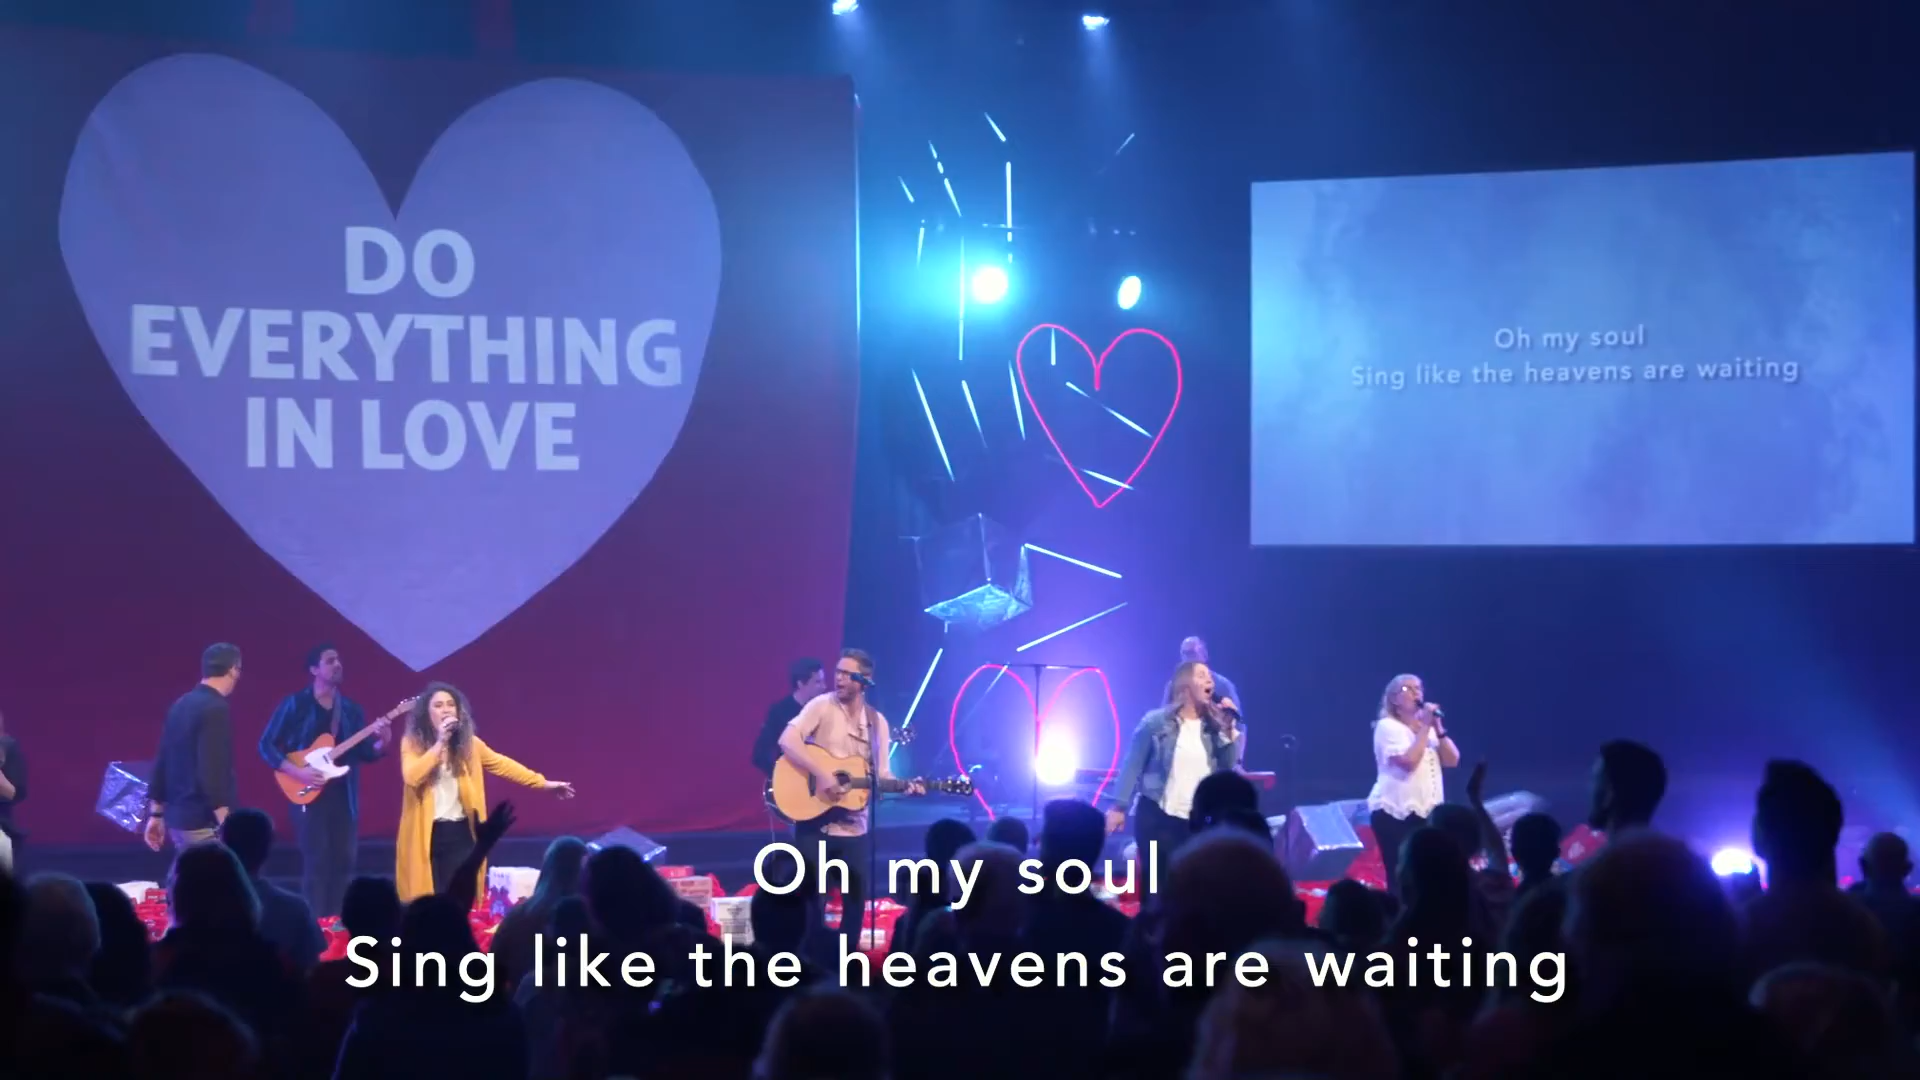 DO
EVERYTHING
IN LOVE
Oh my soul
Sing like the heavens are waiting
Oh my soul
Sing like the heavens are waiting